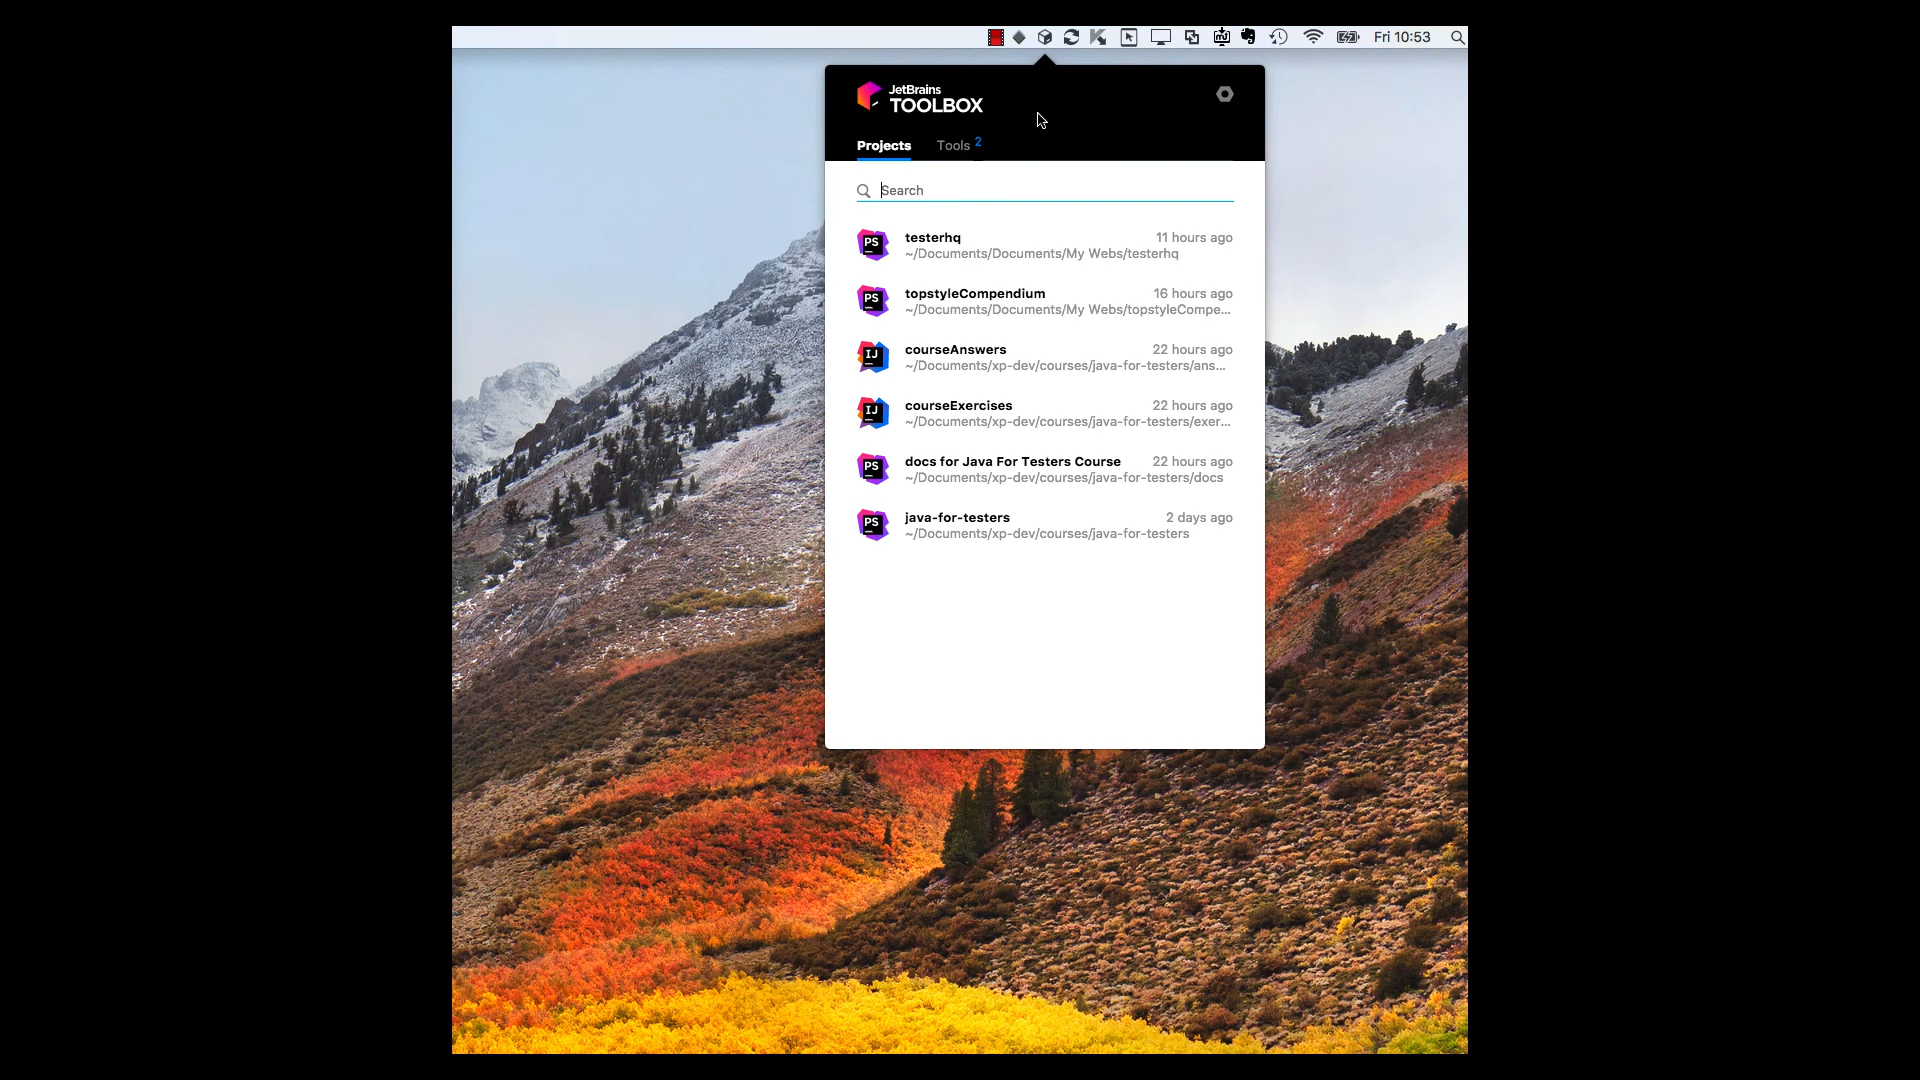 Fri 10:53
JetBrains
TOOLBOX
Projects Tools 2
Search
PS testerhq 11 hours ago
~/Documents/Documents/My Webs/testerhq
PS topstyleCompendium 16 hours ago
~/Documents/Documents/My Webs/topstyleCompe...
IJ courseAnswers 22 hours ago
~/Documents/xp-dev/courses/java-for-testers/ans...
IJ courseExercises 22 hours ago
~/Documents/xp-dev/courses/java-for-testers/exer...
PS docs for Java For Testers Course 22 hours ago
~/Documents/xp-dev/courses/java-for-testers/docs
PS java-for-testers 2 days ago
~/Documents/xp-dev/courses/java-for-testers